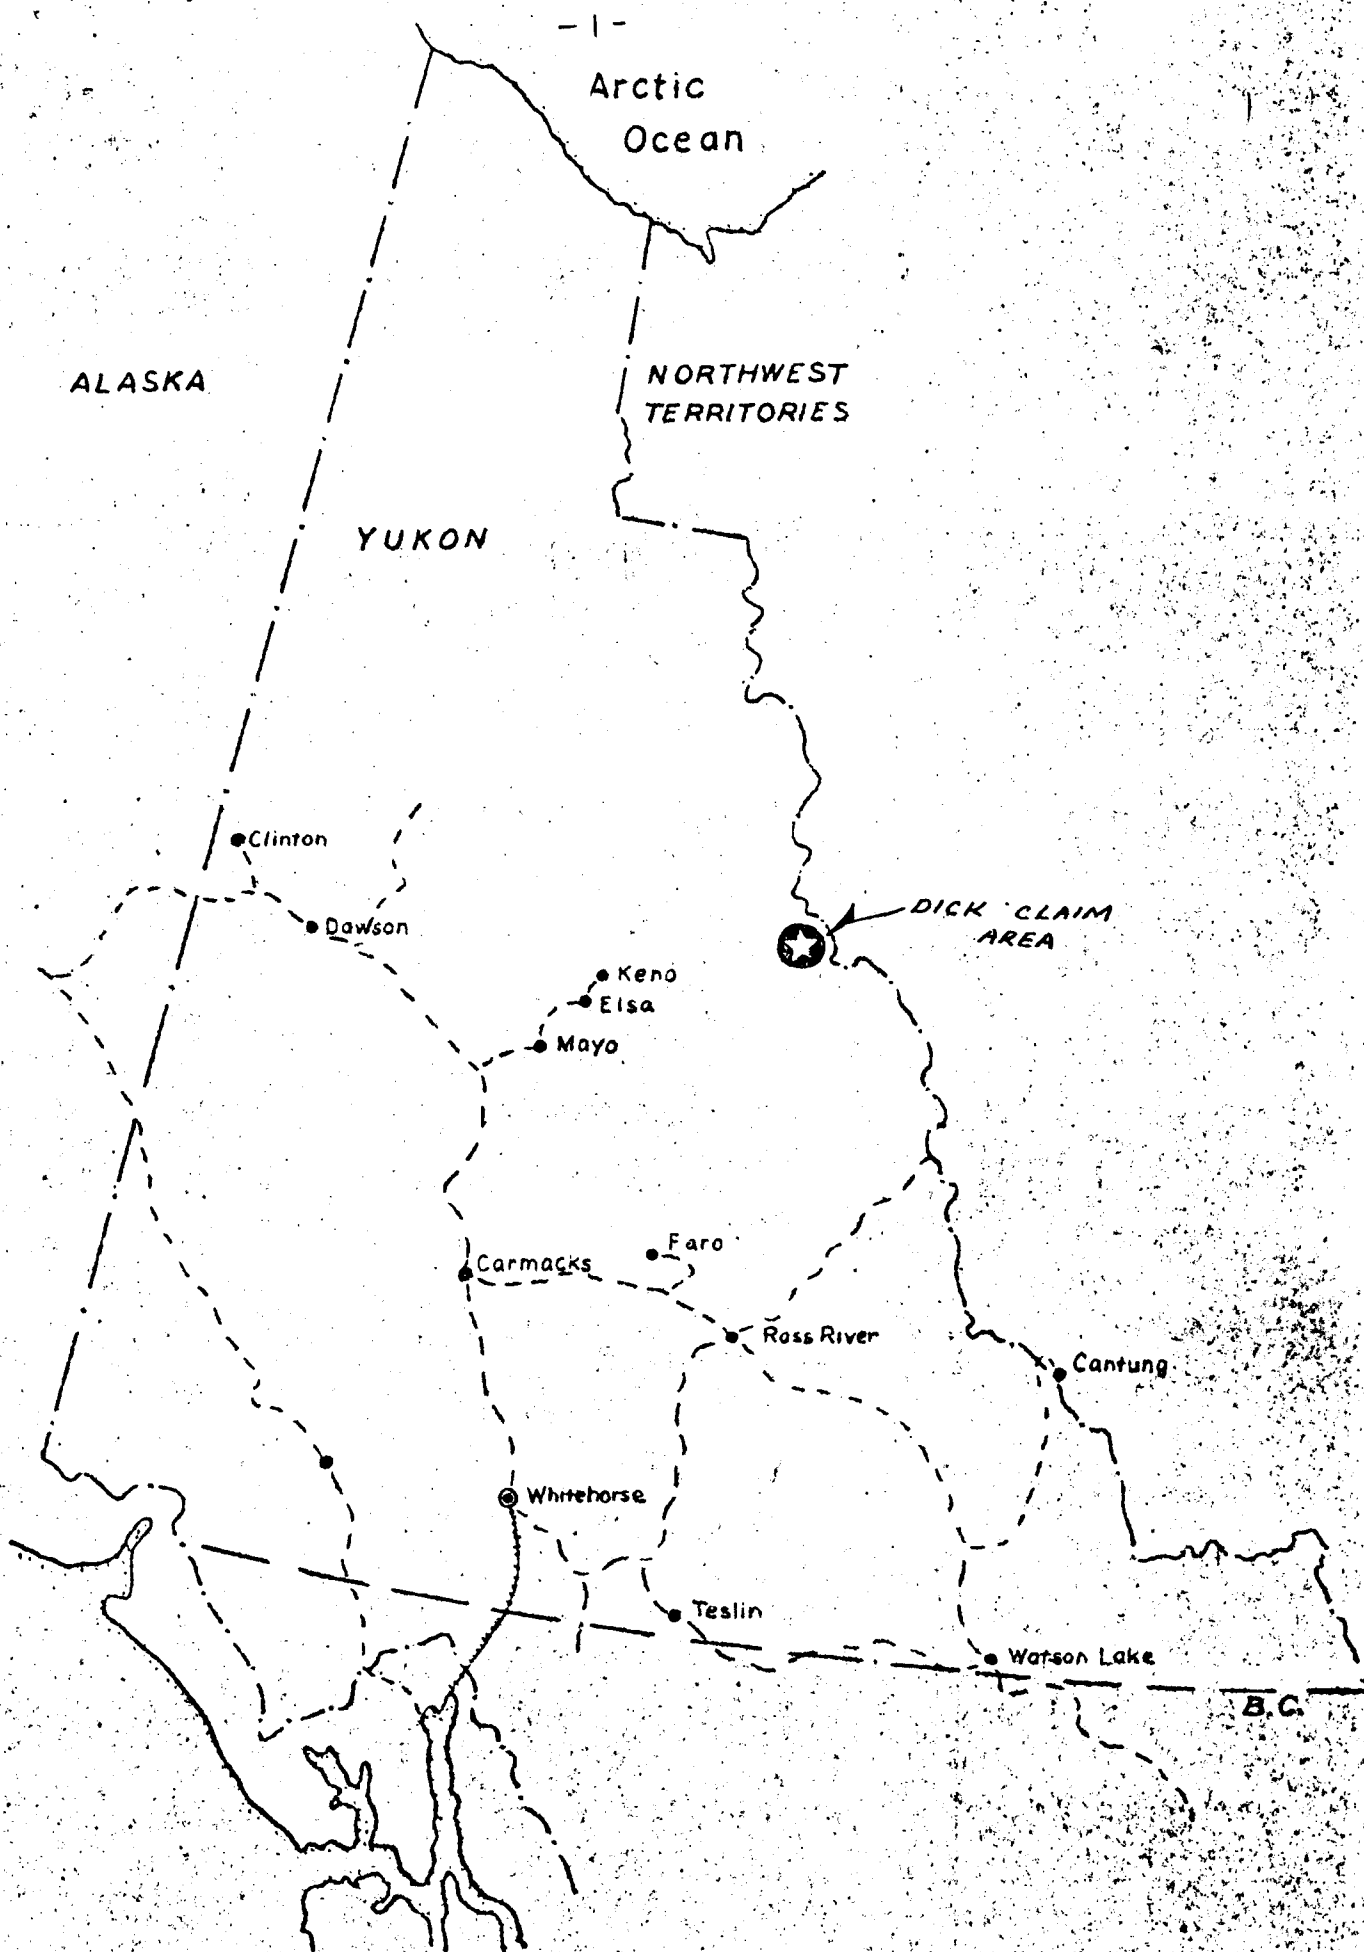 -1-
Arctic
Ocean
ALASKA
NORTHWEST
TERRITORIES
YUKON
Clinton
Dawson
DICK CLAIM
AREA
Keno
Elsa
Mayo
Faro
Carmacks
Ross River
Cantung
Whitehorse
Teslin
Watson Lake
B.C.